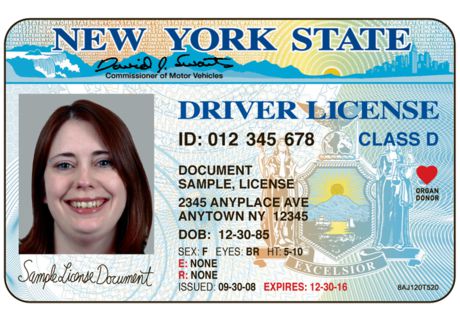 NEW YORK STATE
David J. Swarts
Commissioner of Motor Vehicles
DRIVER LICENSE
ID: 012 345 678 CLASS D
DOCUMENT
SAMPLE, LICENSE
2345 ANYPLACE AVE
ANYTOWN NY 12345
DOB: 12-30-85
SEX: F EYES: BR HT: 5-10
E: NONE
R: NONE
ISSUED: 09-30-08 EXPIRES: 12-30-16
ORGAN
DONOR
EXCELSIOR
Sample License Document
8AJ120T520